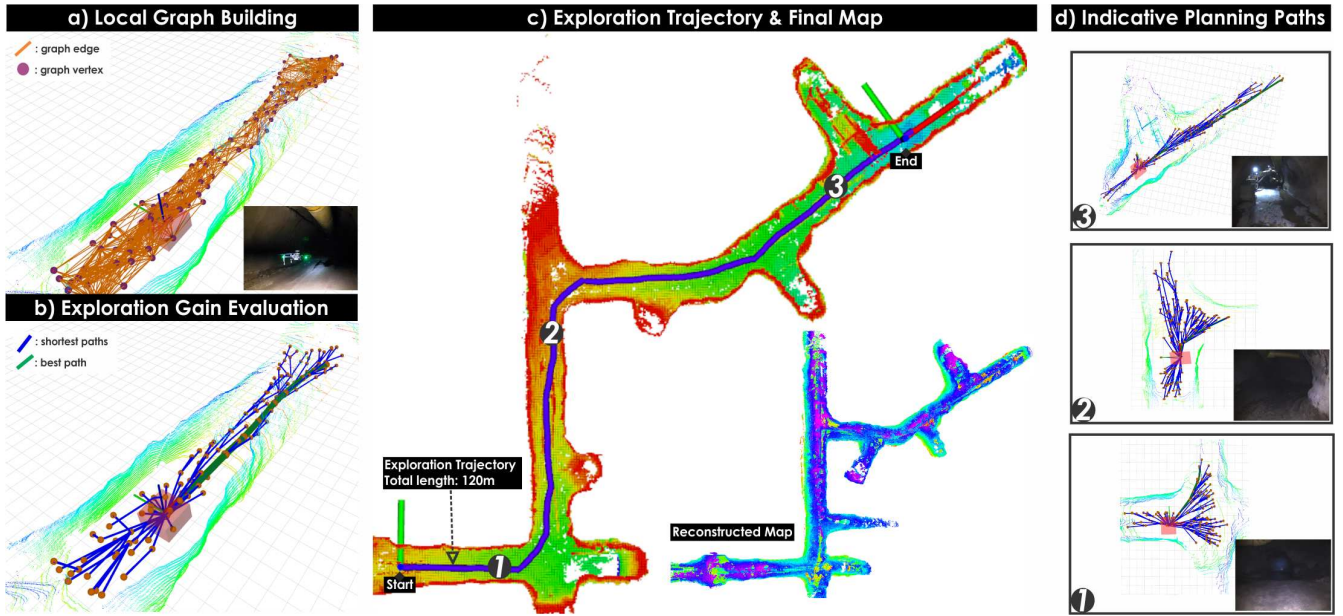 a) Local Graph Building
: graph edge
: graph vertex
b) Exploration Gain Evaluation
: shortest paths
: best path
c) Exploration Trajectory & Final Map
End
3
2
Exploration Trajectory
Total length: 120m
1
Start
Reconstructed Map
d) Indicative Planning Paths
3
2
1